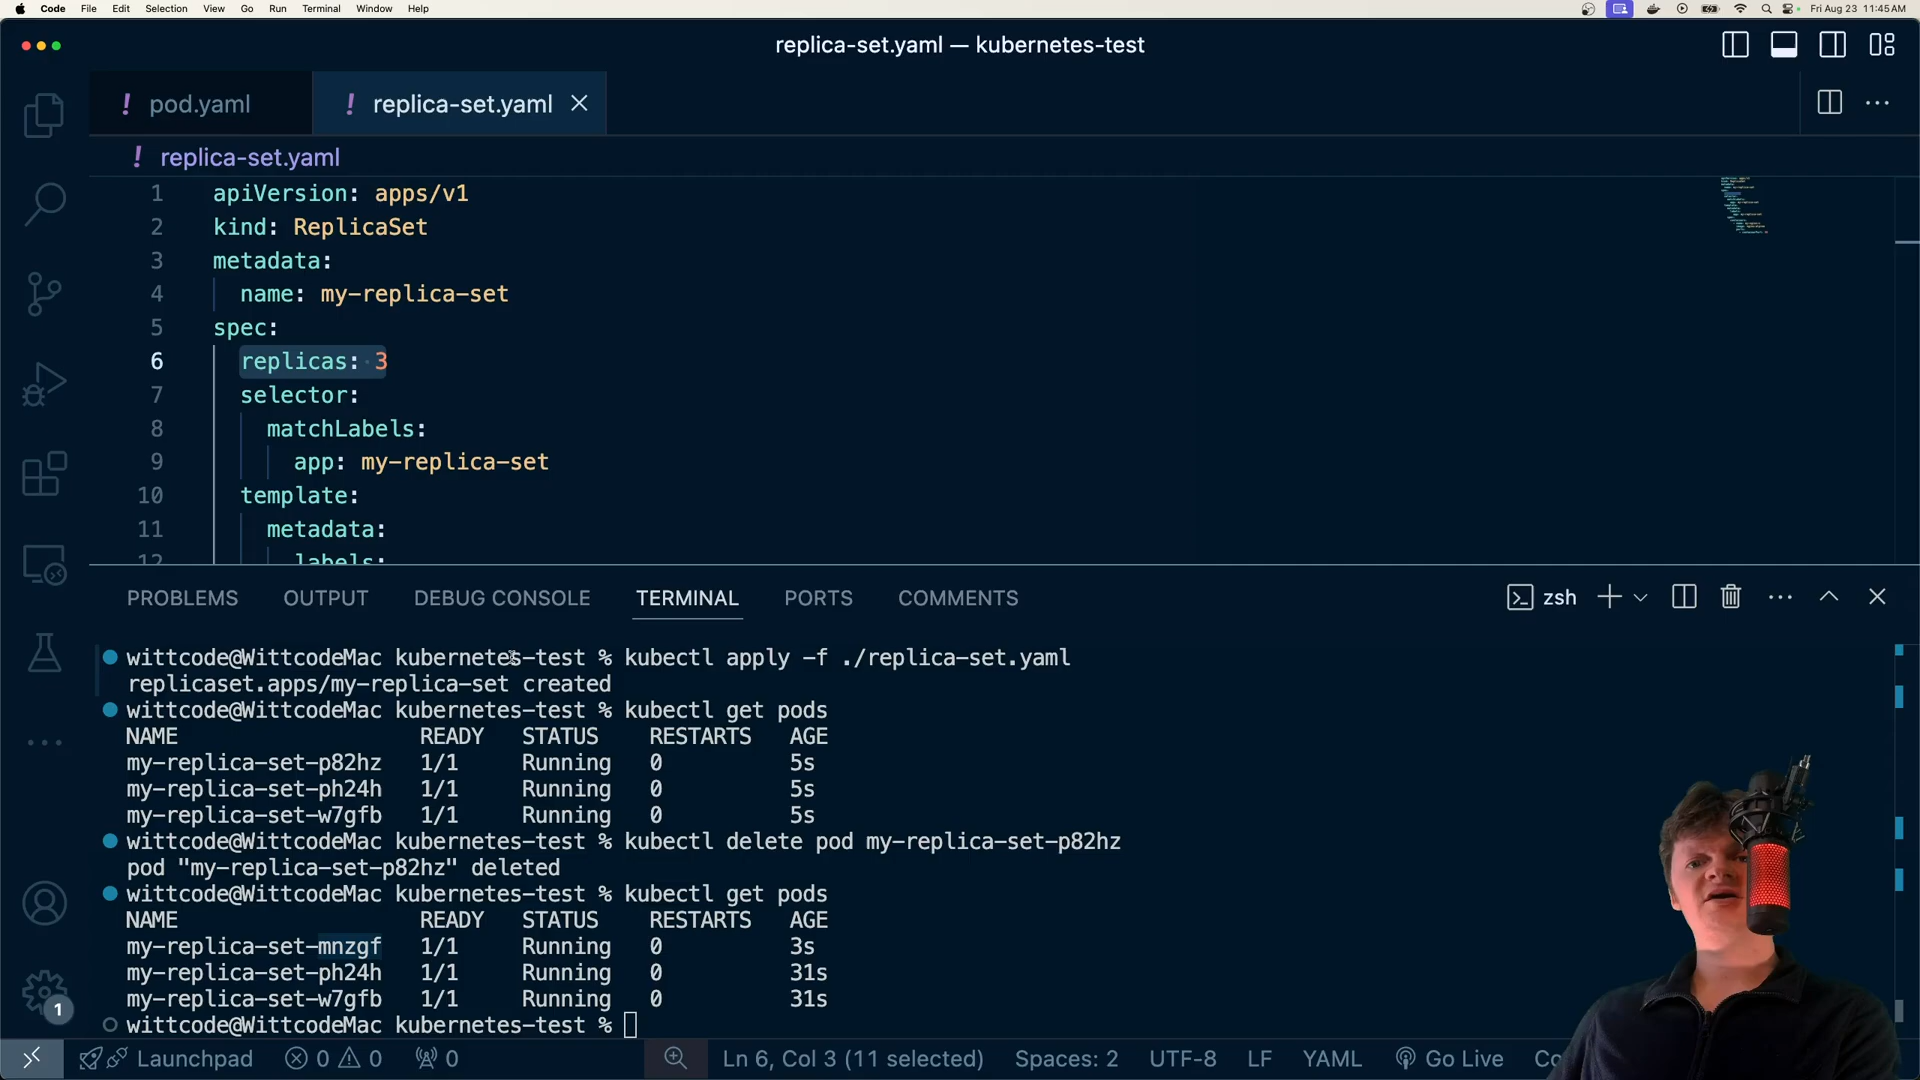 Code File Edit Selection View Go Run Terminal Window Help Fri Aug 23 11:45 AM
replica-set.yaml — kubernetes-test
! pod.yaml ! replica-set.yaml
! replica-set.yaml
1 apiVersion: apps/v1
2 kind: ReplicaSet
3 metadata:
4 name: my-replica-set
5 spec:
6 replicas: 3
7 selector:
8 matchLabels:
9 app: my-replica-set
10 template:
11 metadata:
12 labels:
PROBLEMS OUTPUT DEBUG CONSOLE TERMINAL PORTS COMMENTS zsh
wittcode@WittcodeMac kubernetes-test % kubectl apply -f ./replica-set.yaml
replicaset.apps/my-replica-set created
wittcode@WittcodeMac kubernetes-test % kubectl get pods
NAME READY STATUS RESTARTS AGE
my-replica-set-p82hz 1/1 Running 0 5s
my-replica-set-ph24h 1/1 Running 0 5s
my-replica-set-w7gfb 1/1 Running 0 5s
wittcode@WittcodeMac kubernetes-test % kubectl delete pod my-replica-set-p82hz
pod "my-replica-set-p82hz" deleted
wittcode@WittcodeMac kubernetes-test % kubectl get pods
NAME READY STATUS RESTARTS AGE
my-replica-set-mnzgf 1/1 Running 0 3s
my-replica-set-ph24h 1/1 Running 0 31s
my-replica-set-w7gfb 1/1 Running 0 31s
wittcode@WittcodeMac kubernetes-test %
1
Launchpad 0 0 0 Ln 6, Col 3 (11 selected) Spaces: 2 UTF-8 LF YAML Go Live